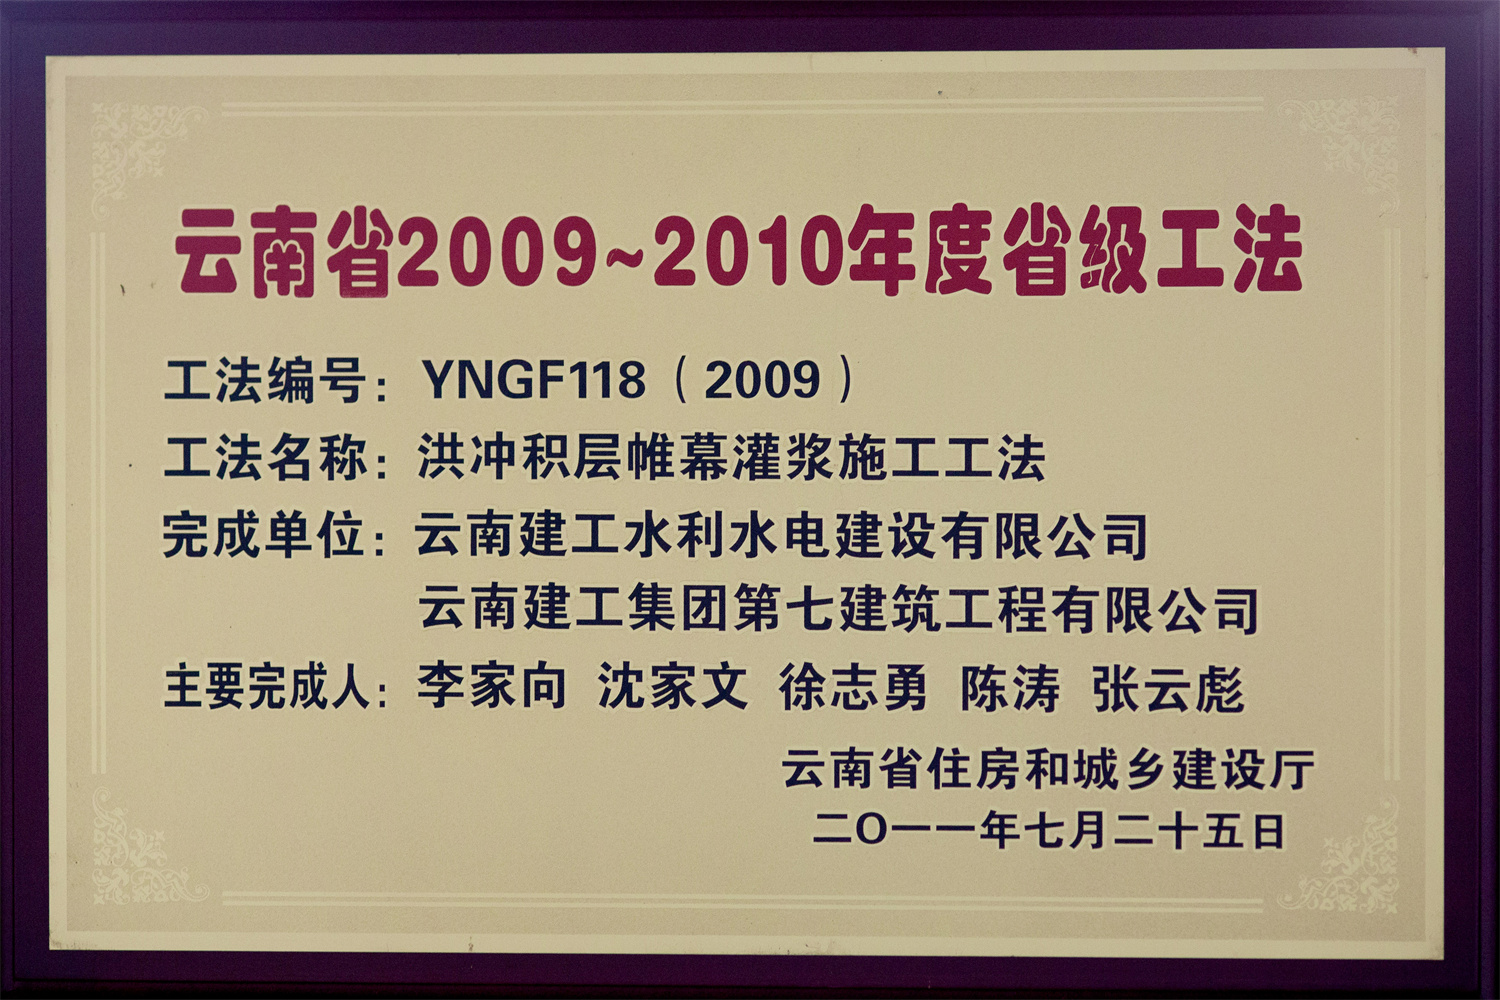 云南省2009~2010年度省级工法
工法编号：YNGF118（2009）
工法名称：洪冲积层帷幕灌浆施工工法
完成单位：云南建工水利水电建设有限公司
云南建工集团第七建筑工程有限公司
主要完成人：李家向 沈家文 徐志勇 陈涛 张云彪
云南省住房和城乡建设厅
二〇一一年七月二十五日